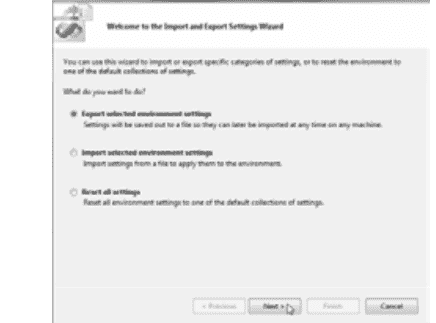 Welcome to the Import and Export Settings Wizard
You can use this wizard to import or export specific categories of settings, or to reset the environment to
one of the default collections of settings.
What do you want to do?
Export selected environment settings
Settings will be saved out to a file so they can later be imported at any time on any machine.
Import selected environment settings
Import settings from a file to apply them to the environment.
Reset all settings
Reset all environment settings to one of the default collections of settings.
< Previous Next > Finish Cancel